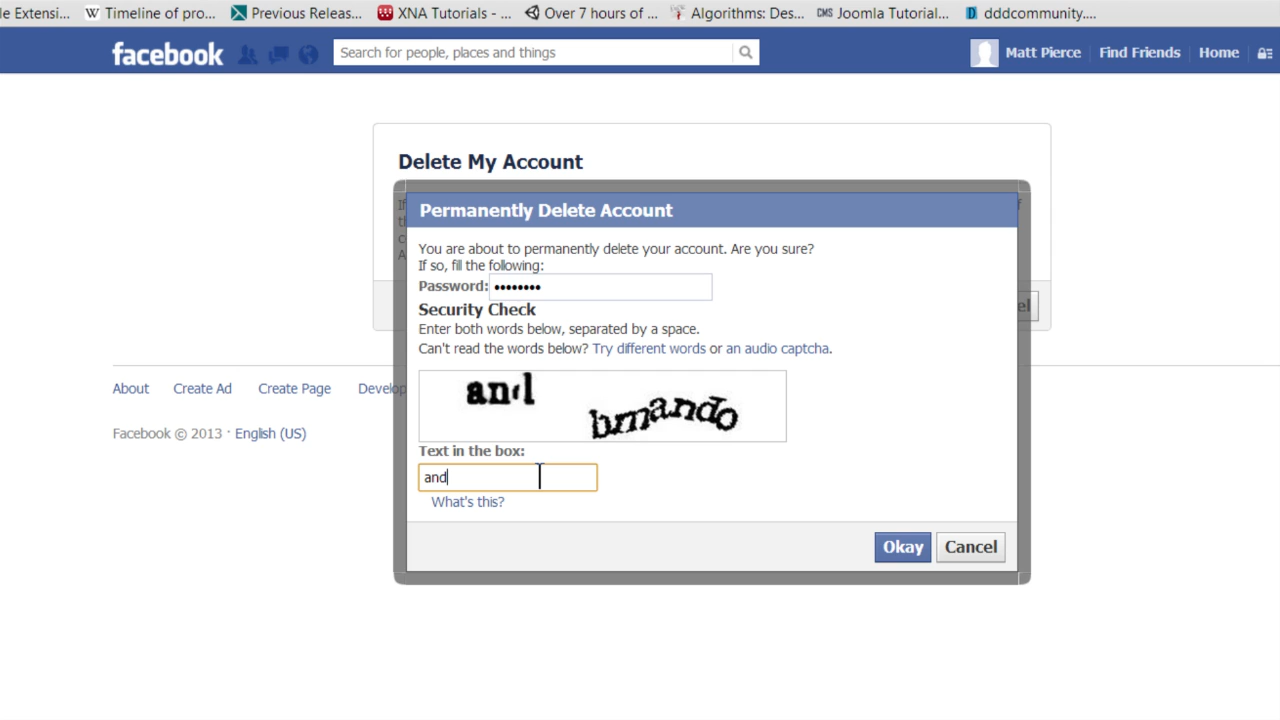 le Extensi... Timeline of pro... Previous Releas... XNA Tutorials - ... Over 7 hours of ... Algorithms: Des... CMS Joomla Tutorial... dddcommunity....
facebook Search for people, places and things Matt Pierce Find Friends Home
Delete My Account
Permanently Delete Account
You are about to permanently delete your account. Are you sure?
If so, fill the following:
Password: ••••••••
Security Check
Enter both words below, separated by a space.
Can't read the words below? Try different words or an audio captcha.
and bmando
Text in the box:
and
What's this?
Okay Cancel
About Create Ad Create Page Develop
Facebook © 2013 · English (US)